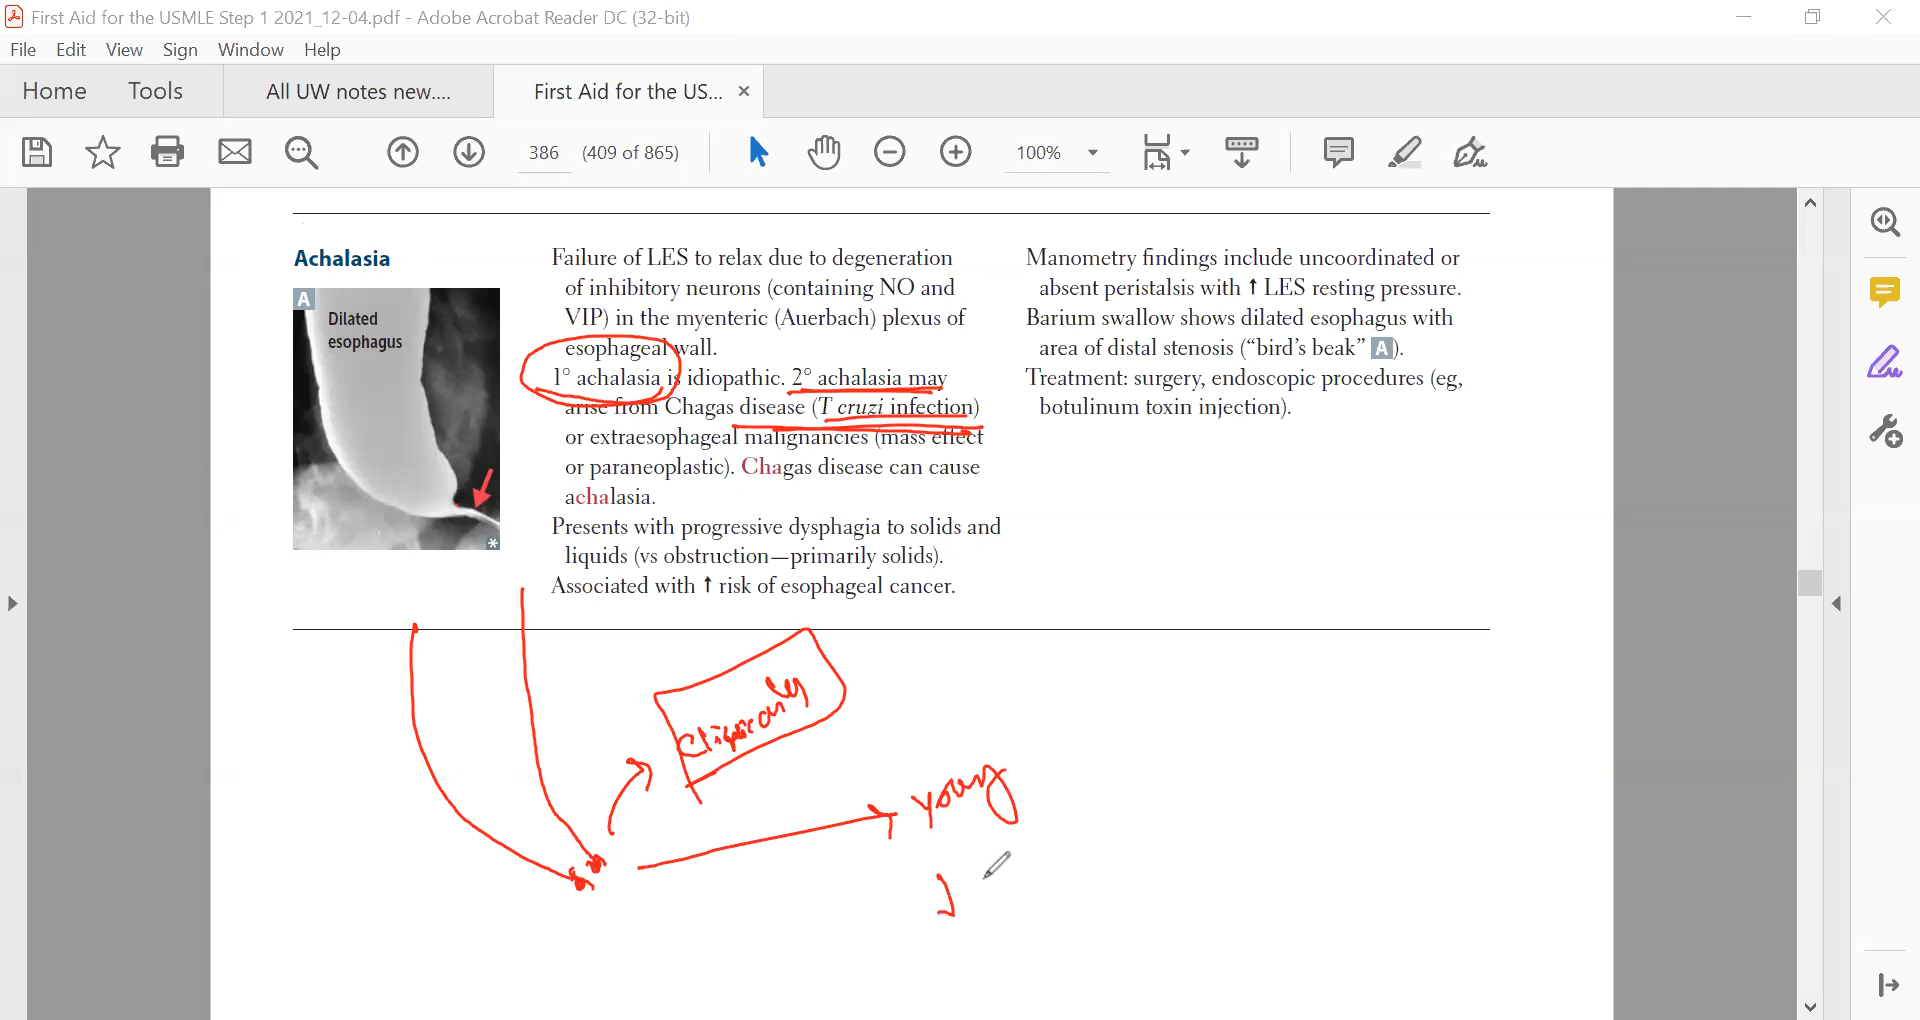 First Aid for the USMLE Step 1 2021_12-04.pdf - Adobe Acrobat Reader DC (32-bit)
File Edit View Sign Window Help
Home Tools All UW notes new.... First Aid for the US... ×
386 (409 of 865) 100%
Achalasia
A
Dilated
esophagus
*
Failure of LES to relax due to degeneration
of inhibitory neurons (containing NO and
VIP) in the myenteric (Auerbach) plexus of
esophageal wall.
1° achalasia is idiopathic. 2° achalasia may
arise from Chagas disease (T cruzi infection)
or extraesophageal malignancies (mass effect
or paraneoplastic). Chagas disease can cause
achalasia.
Presents with progressive dysphagia to solids and
liquids (vs obstruction—primarily solids).
Associated with ↑ risk of esophageal cancer.
Manometry findings include uncoordinated or
absent peristalsis with ↑ LES resting pressure.
Barium swallow shows dilated esophagus with
area of distal stenosis (“bird’s beak” A).
Treatment: surgery, endoscopic procedures (eg,
botulinum toxin injection).
young